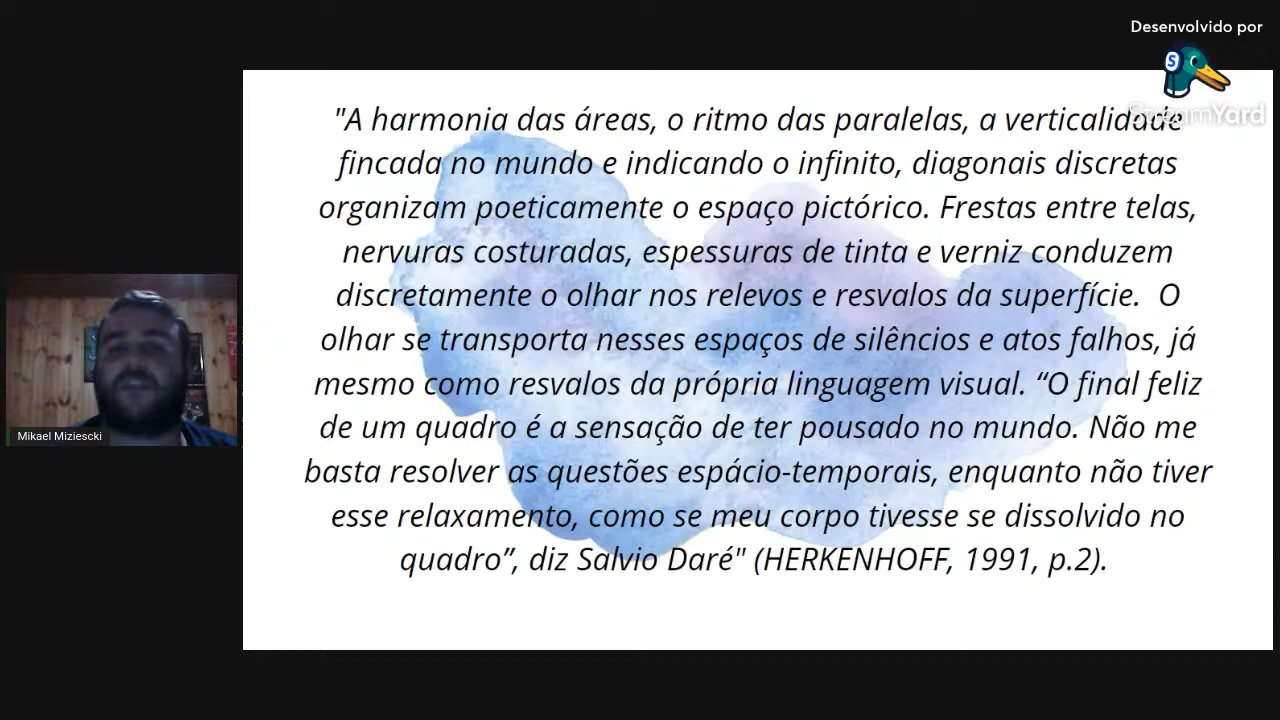 Desenvolvido por
StreamYard
"A harmonia das áreas, o ritmo das paralelas, a verticalidade
fincada no mundo e indicando o infinito, diagonais discretas
organizam poeticamente o espaço pictórico. Frestas entre telas,
nervuras costuradas, espessuras de tinta e verniz conduzem
discretamente o olhar nos relevos e resvalos da superfície.  O
olhar se transporta nesses espaços de silêncios e atos falhos, já
mesmo como resvalos da própria linguagem visual. “O final feliz
de um quadro é a sensação de ter pousado no mundo. Não me
basta resolver as questões espácio-temporais, enquanto não tiver
esse relaxamento, como se meu corpo tivesse se dissolvido no
quadro”, diz Salvio Daré" (HERKENHOFF, 1991, p.2).
Mikael Miziescki